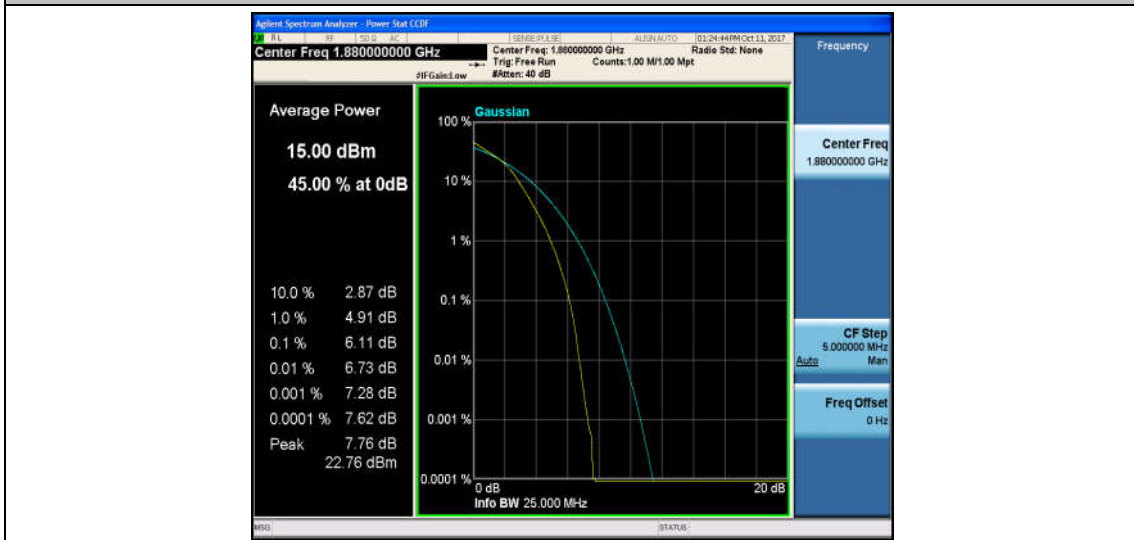 Agilent Spectrum Analyzer - Power Stat CCDF
RL RF 50 Ω AC SENSE:PULSE ALIGN AUTO 01:24:44 PM Oct 11, 2017
Center Freq 1.880000000 GHz
Center Freq: 1.880000000 GHz Radio Std: None
Trig: Free Run Counts:1.00 M/1.00 Mpt
#IFGain:Low #Atten: 40 dB
Frequency
Average Power
15.00 dBm
45.00 % at 0dB
10.0 % 2.87 dB
1.0 % 4.91 dB
0.1 % 6.11 dB
0.01 % 6.73 dB
0.001 % 7.28 dB
0.0001 % 7.62 dB
Peak 7.76 dB
22.76 dBm
Gaussian
100 %
10 %
1 %
0.1 %
0.01 %
0.001 %
0.0001 %
0 dB 20 dB
Info BW 25.000 MHz
Center Freq
1.880000000 GHz
CF Step
5.000000 MHz
Auto Man
Freq Offset
0 Hz
MSG STATUS